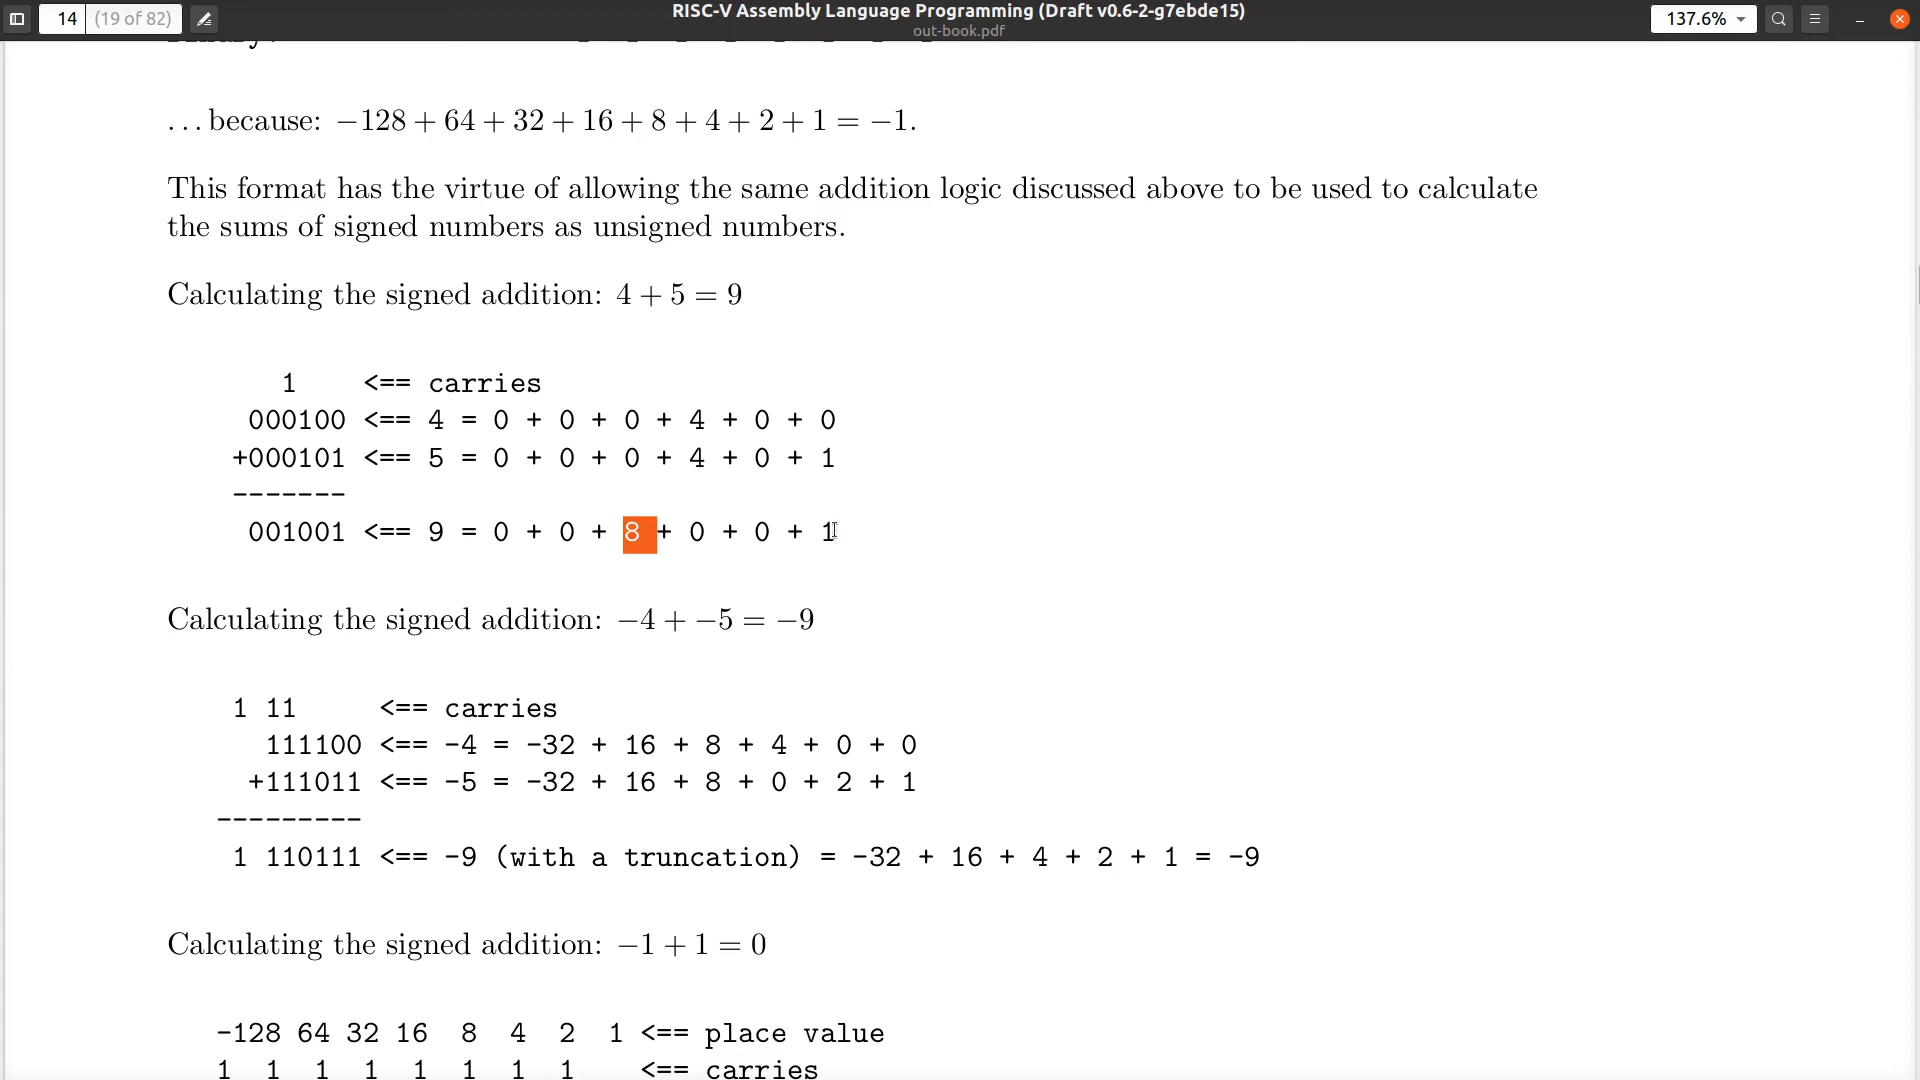 14 (19 of 82) RISC-V Assembly Language Programming (Draft v0.6-2-g7ebde15) 137.6%
out-book.pdf
...because: −128 + 64 + 32 + 16 + 8 + 4 + 2 + 1 = −1.
This format has the virtue of allowing the same addition logic discussed above to be used to calculate
the sums of signed numbers as unsigned numbers.
Calculating the signed addition: 4 + 5 = 9
1 <== carries
000100 <== 4 = 0 + 0 + 0 + 4 + 0 + 0
+000101 <== 5 = 0 + 0 + 0 + 4 + 0 + 1
-------
001001 <== 9 = 0 + 0 + 8 + 0 + 0 + 1
Calculating the signed addition: −4 + −5 = −9
1 11 <== carries
111100 <== -4 = -32 + 16 + 8 + 4 + 0 + 0
+111011 <== -5 = -32 + 16 + 8 + 0 + 2 + 1
---------
1 110111 <== -9 (with a truncation) = -32 + 16 + 4 + 2 + 1 = -9
Calculating the signed addition: −1 + 1 = 0
-128 64 32 16 8 4 2 1 <== place value
1 1 1 1 1 1 1 1 <== carries